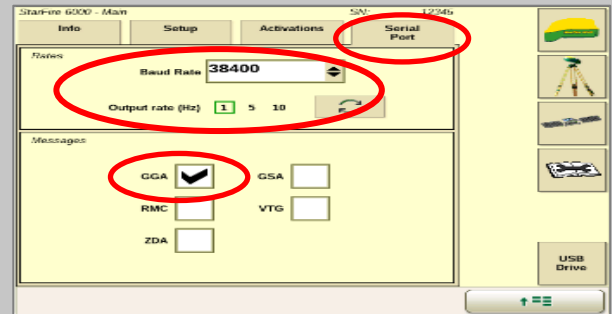 StarFire 6000 - Main SN: 12345
Info Setup Activations Serial
Port
Rates
Baud Rate 38400
Output rate (Hz) 1 5 10
Messages
GGA GSA
RMC VTG
ZDA
USB
Drive